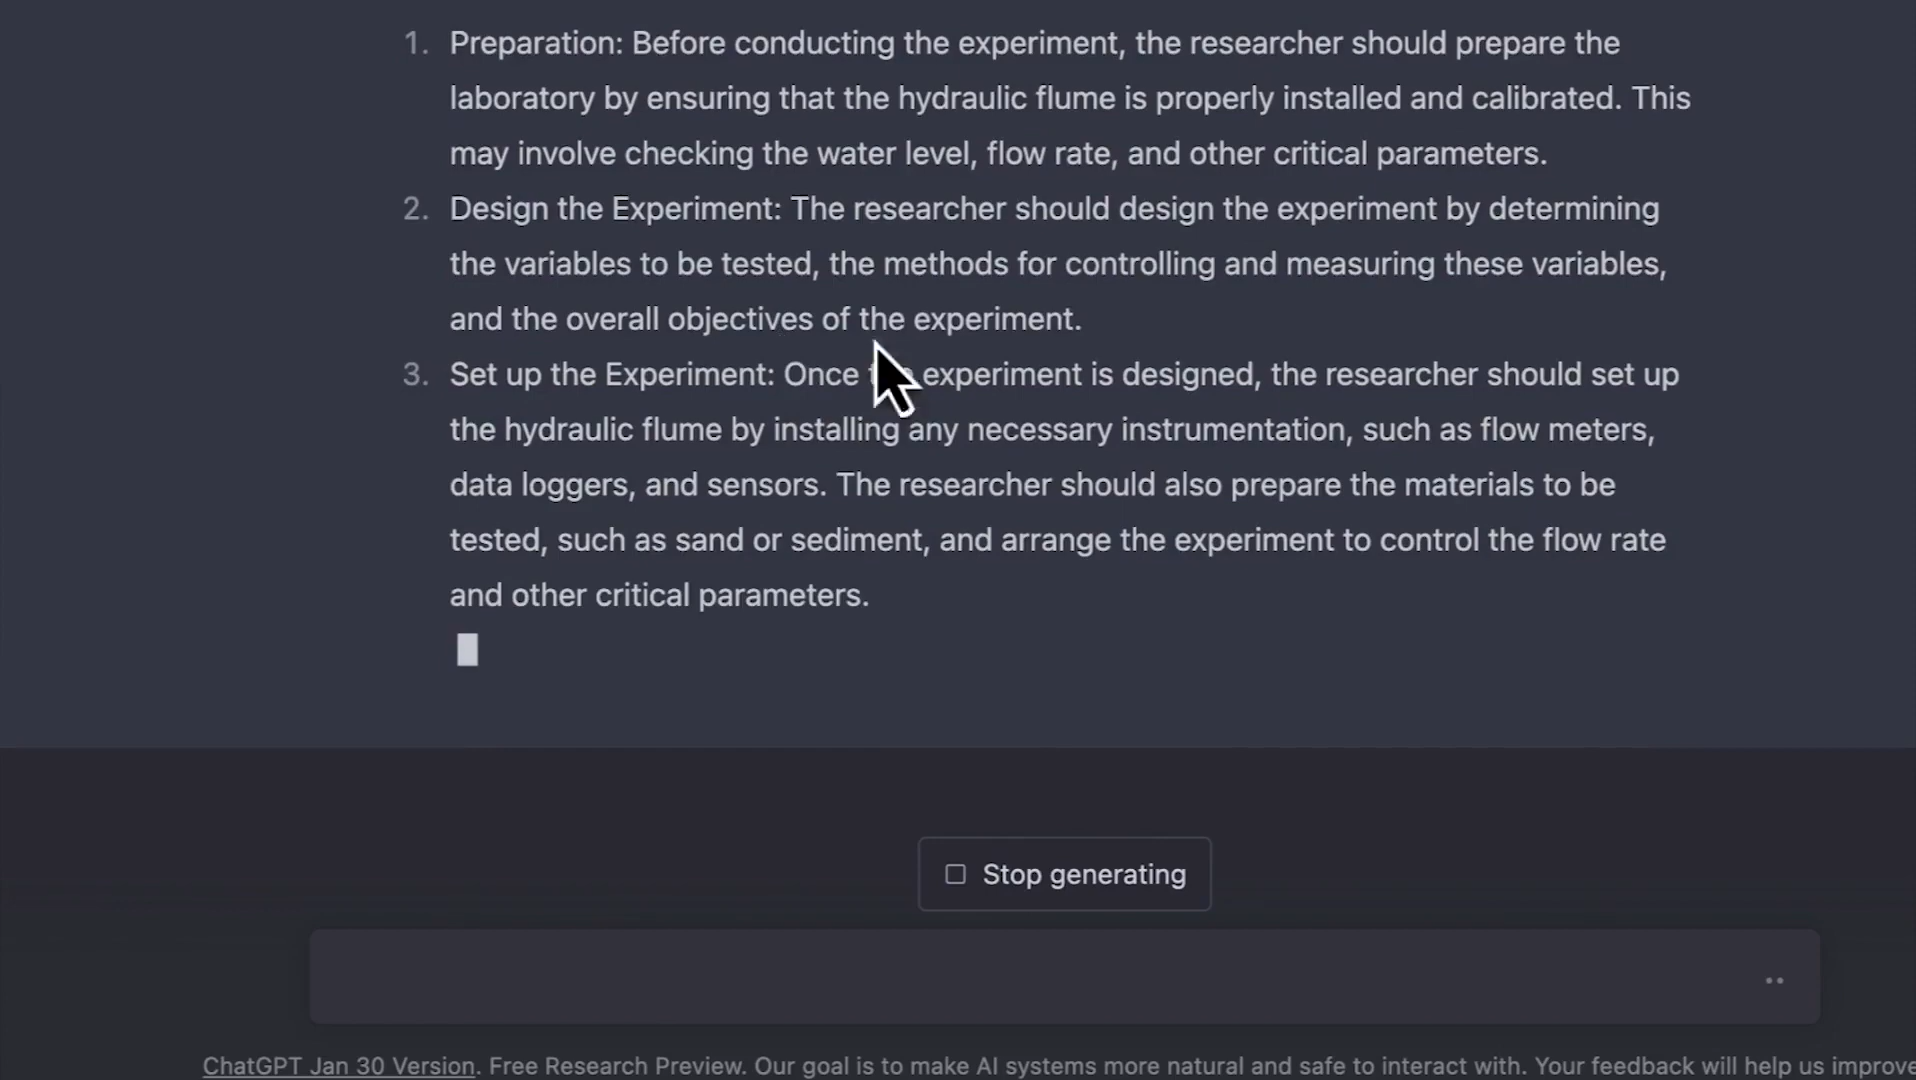 1. Preparation: Before conducting the experiment, the researcher should prepare the
laboratory by ensuring that the hydraulic flume is properly installed and calibrated. This
may involve checking the water level, flow rate, and other critical parameters.
2. Design the Experiment: The researcher should design the experiment by determining
the variables to be tested, the methods for controlling and measuring these variables,
and the overall objectives of the experiment.
3. Set up the Experiment: Once experiment is designed, the researcher should set up
the hydraulic flume by installing any necessary instrumentation, such as flow meters,
data loggers, and sensors. The researcher should also prepare the materials to be
tested, such as sand or sediment, and arrange the experiment to control the flow rate
and other critical parameters.
Stop generating
ChatGPT Jan 30 Version. Free Research Preview. Our goal is to make AI systems more natural and safe to interact with. Your feedback will help us improve